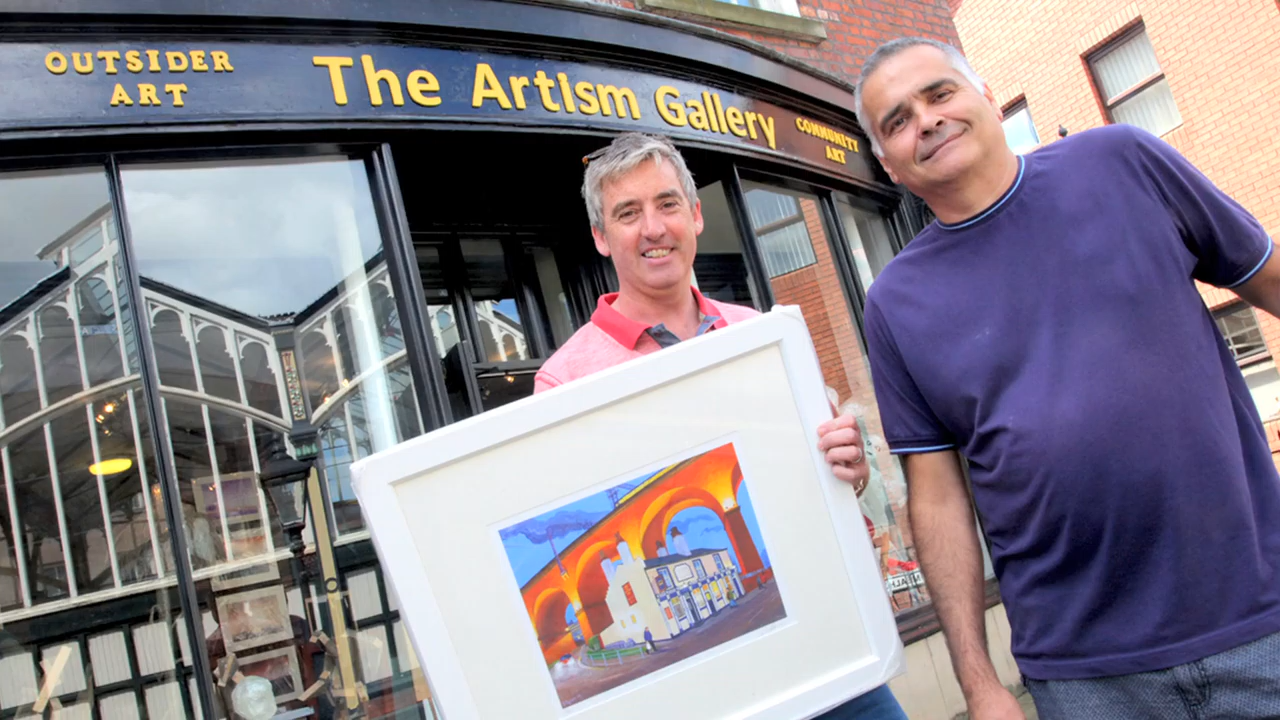 OUTSIDER
ART
The Artism Gallery
COMMUNITY
ART